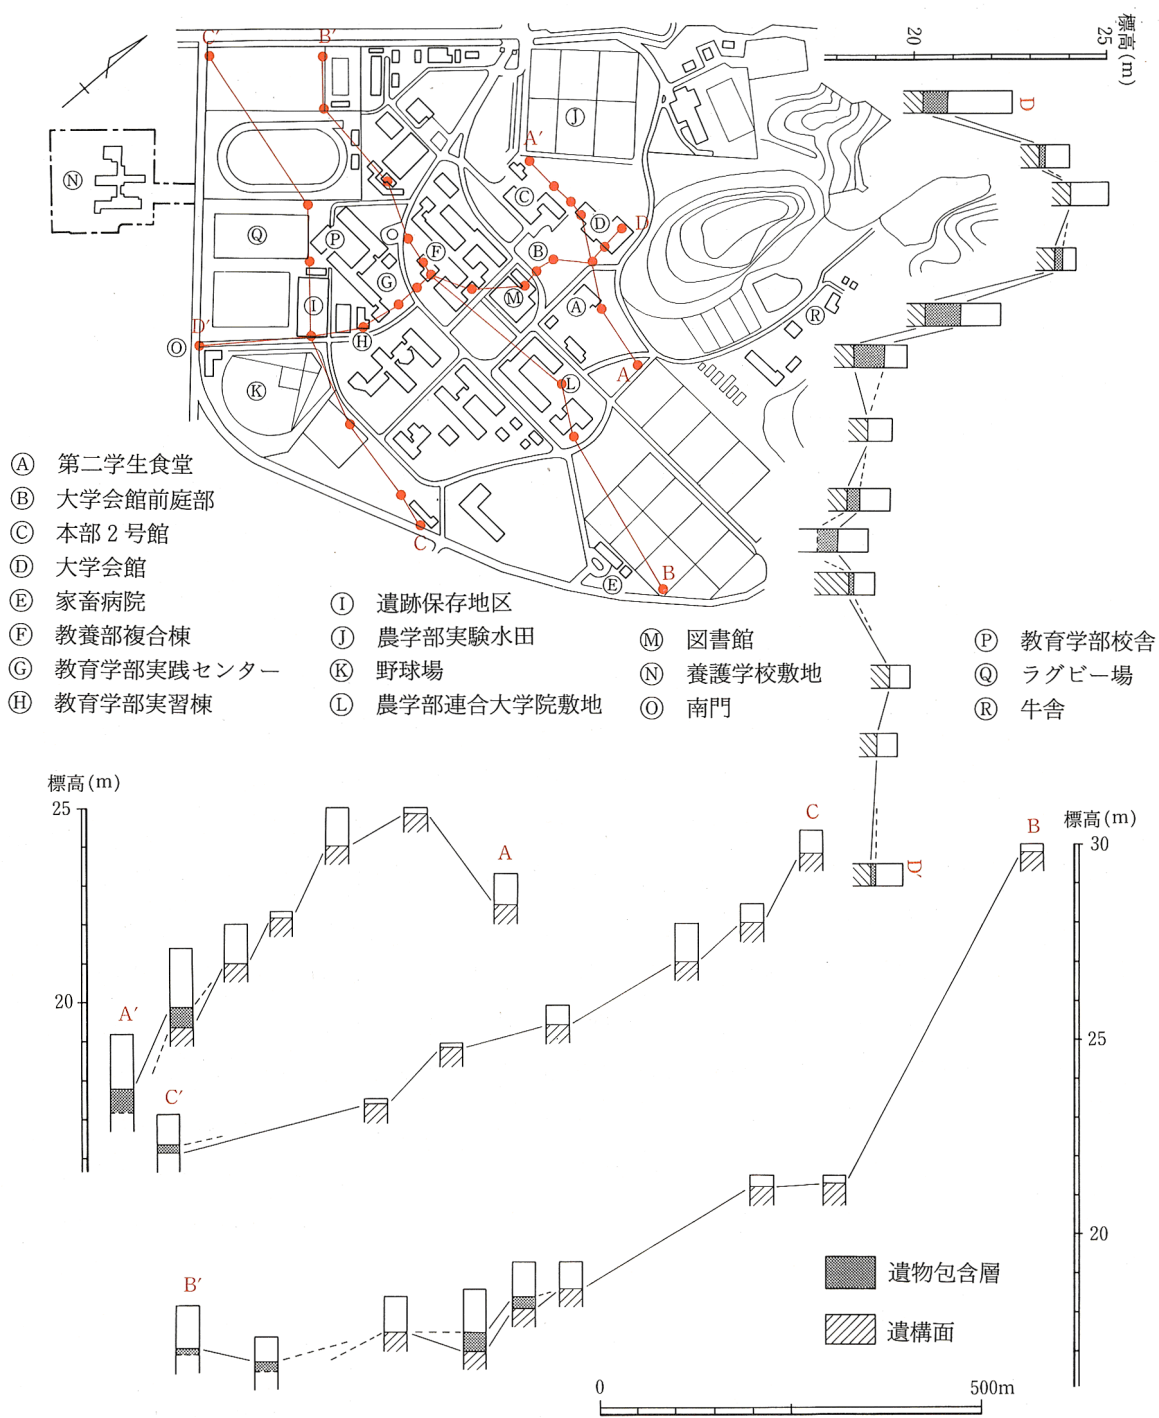 標高(m)
20
25
C′
B′
A′
J
N
C
D
D
P
F
Q
B
G
M
A
I
R
D′
H
O
A
L
K
C
B
E
D
Ⓐ 第二学生食堂
Ⓑ 大学会館前庭部
Ⓒ 本部2号館
Ⓓ 大学会館
Ⓔ 家畜病院
Ⓕ 教養部複合棟
Ⓖ 教育学部実践センター
Ⓗ 教育学部実習棟
Ⓘ 遺跡保存地区
Ⓙ 農学部実験水田
Ⓚ 野球場
Ⓛ 農学部連合大学院敷地
Ⓜ 図書館
Ⓝ 養護学校敷地
Ⓞ 南門
Ⓟ 教育学部校舎
Ⓠ ラグビー場
Ⓡ 牛舎
D′
標高(m)
25
20
A
A′
C
C′
B
B′
標高(m)
30
25
20
遺物包含層
遺構面
0
500m